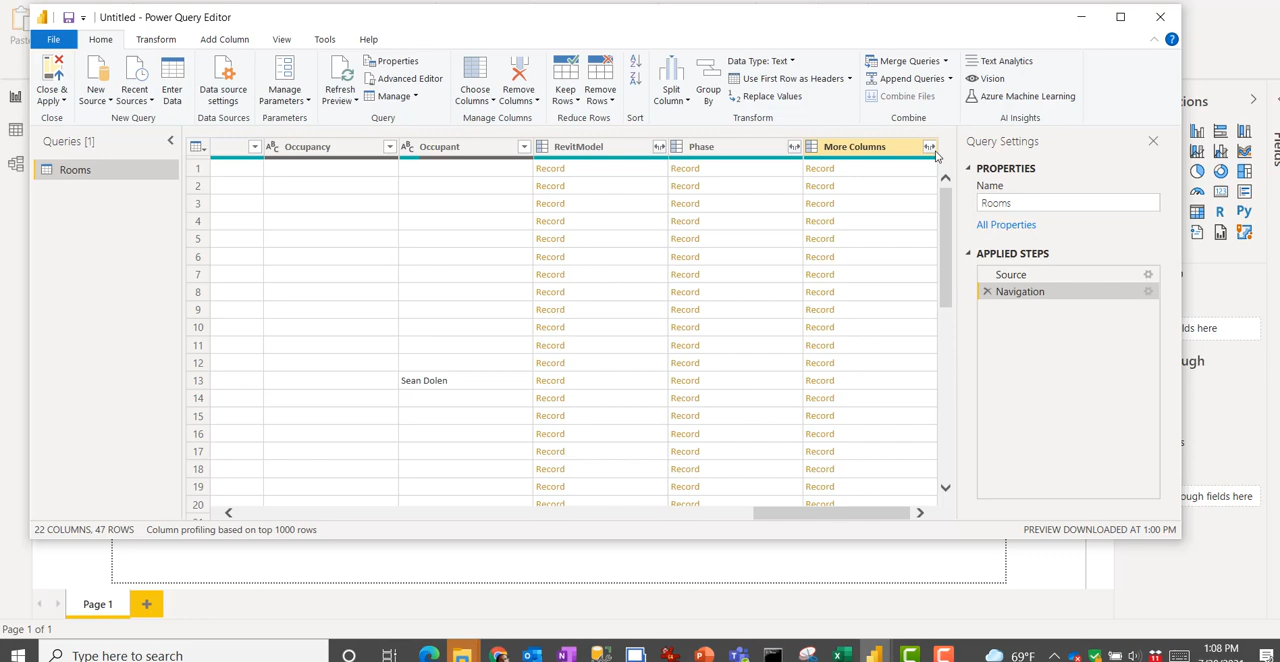 Untitled - Power Query Editor
File
Home
Transform
Add Column
View
Tools
Help
Close & Apply
New Source
Recent Sources
Enter Data
Data source settings
Manage Parameters
Refresh Preview
Properties
Advanced Editor
Manage
Choose Columns
Remove Columns
Keep Rows
Remove Rows
Split Column
Group By
Data Type: Text
Use First Row as Headers
Replace Values
Merge Queries
Append Queries
Combine Files
Text Analytics
Vision
Azure Machine Learning
Close
New Query
Data Sources
Parameters
Query
Manage Columns
Reduce Rows
Sort
Transform
Combine
AI Insights
Queries [1]
Rooms
Occupancy
Occupant
RevitModel
Phase
More Columns
1 Record Record Record
2 Record Record Record
3 Record Record Record
4 Record Record Record
5 Record Record Record
6 Record Record Record
7 Record Record Record
8 Record Record Record
9 Record Record Record
10 Record Record Record
11 Record Record Record
12 Record Record Record
13 Sean Dolen Record Record Record
14 Record Record Record
15 Record Record Record
16 Record Record Record
17 Record Record Record
18 Record Record Record
19 Record Record Record
20 Record Record Record
Query Settings
PROPERTIES
Name
Rooms
All Properties
APPLIED STEPS
Source
Navigation
22 COLUMNS, 47 ROWS
Column profiling based on top 1000 rows
PREVIEW DOWNLOADED AT 1:00 PM
fields here
Page 1
Page 1 of 1
Type here to search
69°F
1:08 PM